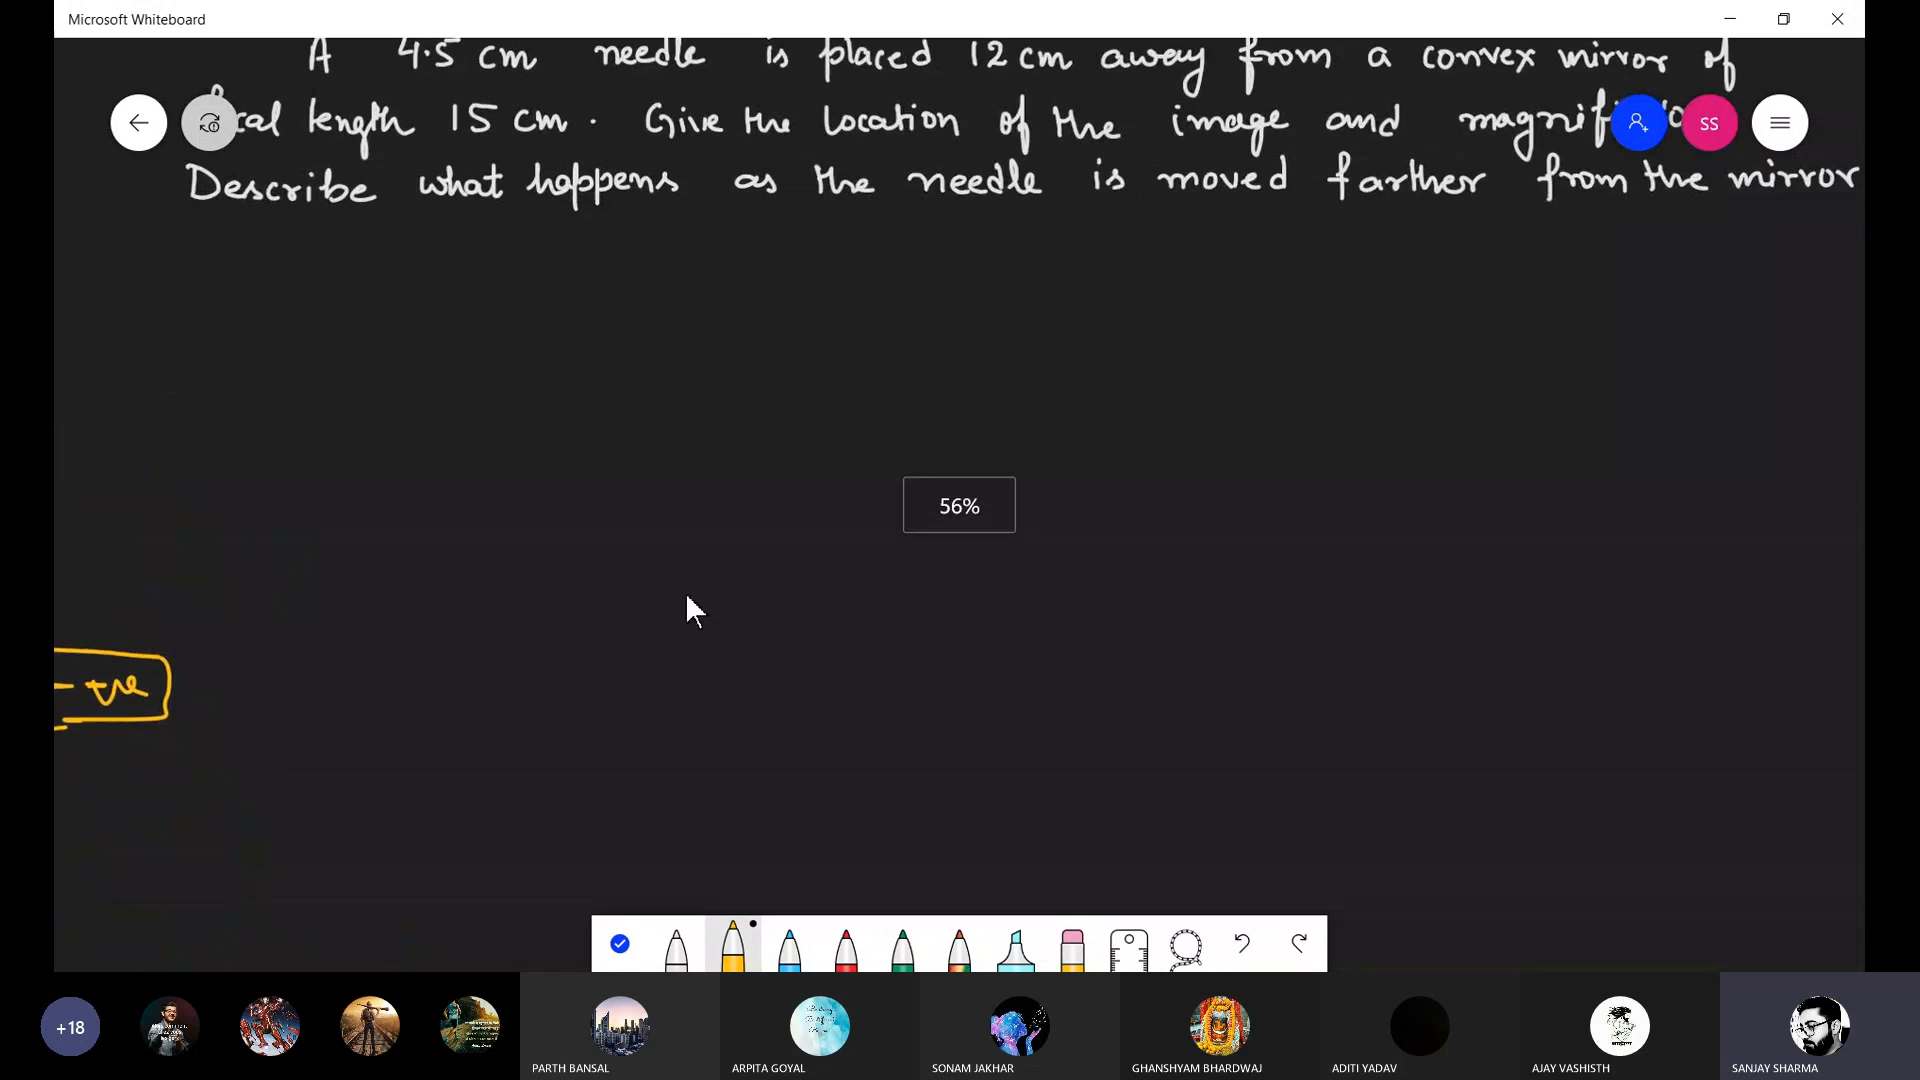 Microsoft Whiteboard
A 4.5 cm needle is placed 12 cm away from a convex mirror of
length 15 cm. Give the location of the image and
SS
Describe what happens as the needle is moved farther from the mirror
56%
- +ve
+18
PARTH BANSAL
ARPITA GOYAL
SONAM JAKHAR
GHANSHYAM BHARDWAJ
ADITI YADAV
AJAY VASHISTH
SANJAY SHARMA